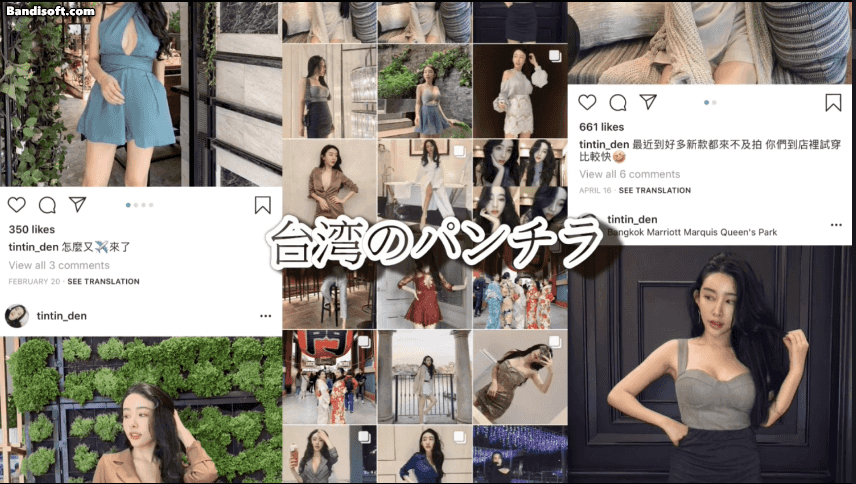 Bandisoft.com
350 likes
tintin_den 怎麼又✈️來了
View all 3 comments
FEBRUARY 20 · SEE TRANSLATION
tintin_den
台湾のパンチラ
661 likes
tintin_den 最近到好多新款都來不及拍 你們到店裡試穿
比較快🤣
View all 6 comments
APRIL 16 · SEE TRANSLATION
tintin_den
Bangkok Marriott Marquis Queen's Park